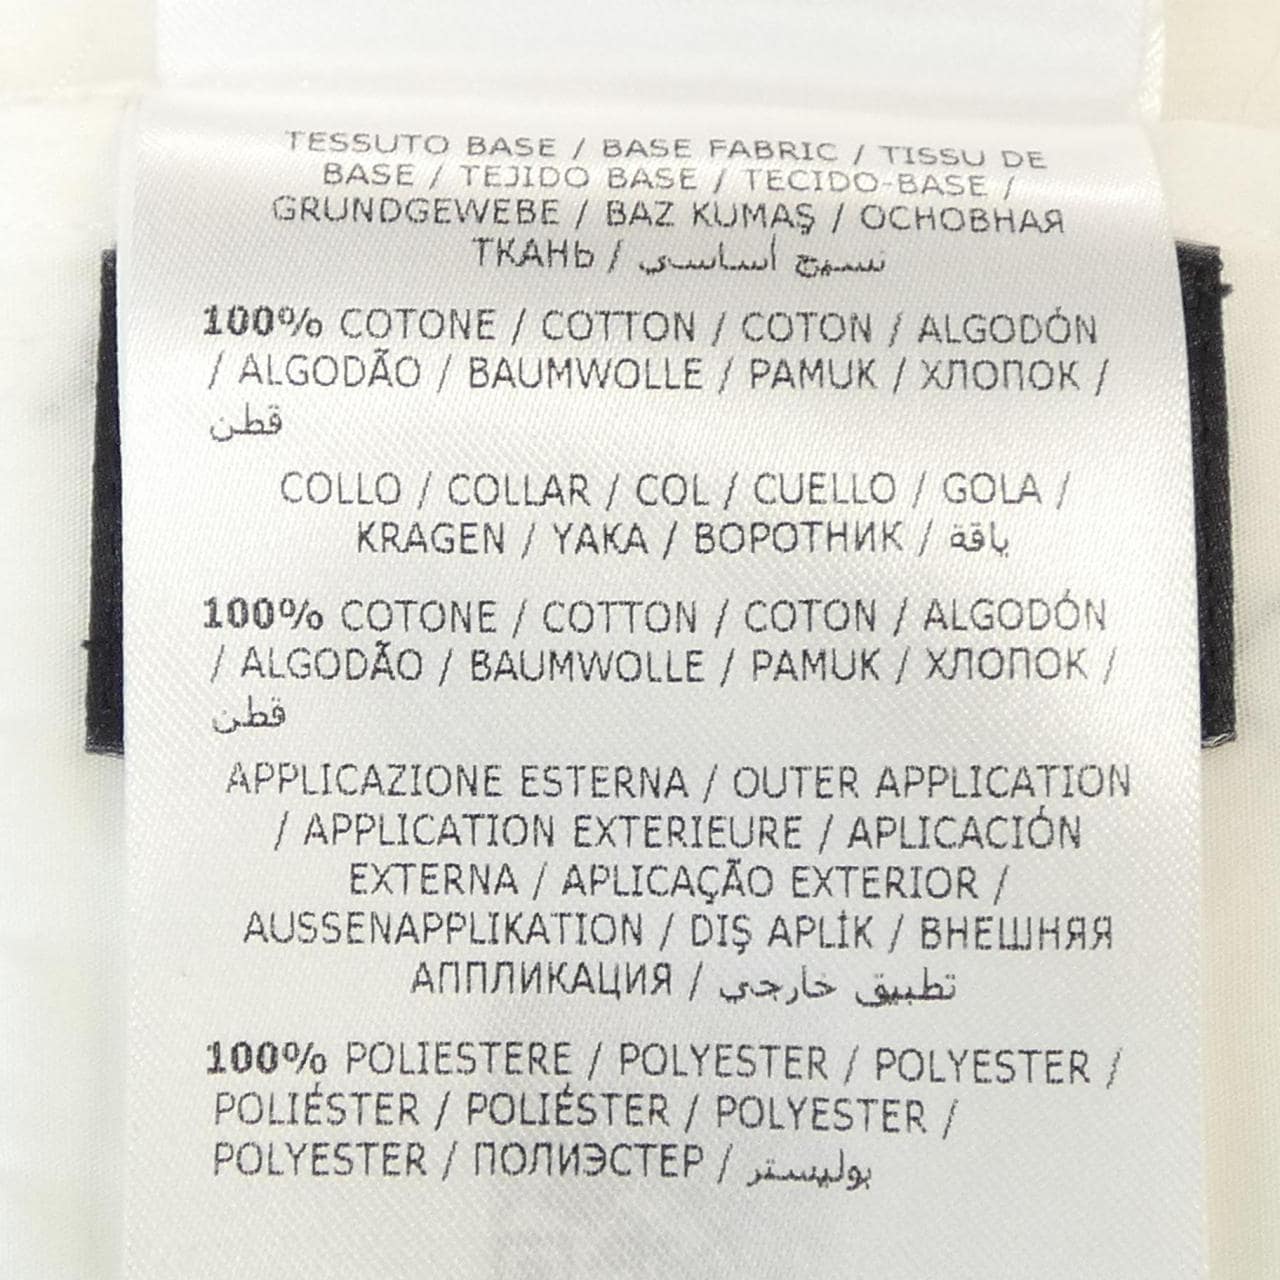 TESSUTO BASE / BASE FABRIC / TISSU DE
BASE / TEJIDO BASE / TECIDO-BASE /
GRUNDGEWEBE / BAZ KUMAŞ / ОСНОВНАЯ
ТКАНЬ / نسيج أساسي
100% COTONE / COTTON / COTON / ALGODÓN
/ ALGODÃO / BAUMWOLLE / PAMUK / ХЛОПОК /
قطن
COLLO / COLLAR / COL / CUELLO / GOLA /
KRAGEN / YAKA / ВОРОТНИК / ياقة
100% COTONE / COTTON / COTON / ALGODÓN
/ ALGODÃO / BAUMWOLLE / PAMUK / ХЛОПОК /
قطن
APPLICAZIONE ESTERNA / OUTER APPLICATION
/ APPLICATION EXTERIEURE / APLICACIÓN
EXTERNA / APLICAÇÃO EXTERIOR /
AUSSENAPPLIKATION / DIŞ APLİK / ВНЕШНЯЯ
АППЛИКАЦИЯ / تطبيق خارجي
100% POLIESTERE / POLYESTER / POLYESTER /
POLIÉSTER / POLIÉSTER / POLYESTER /
POLYESTER / ПОЛИЭСТЕР / بوليستر